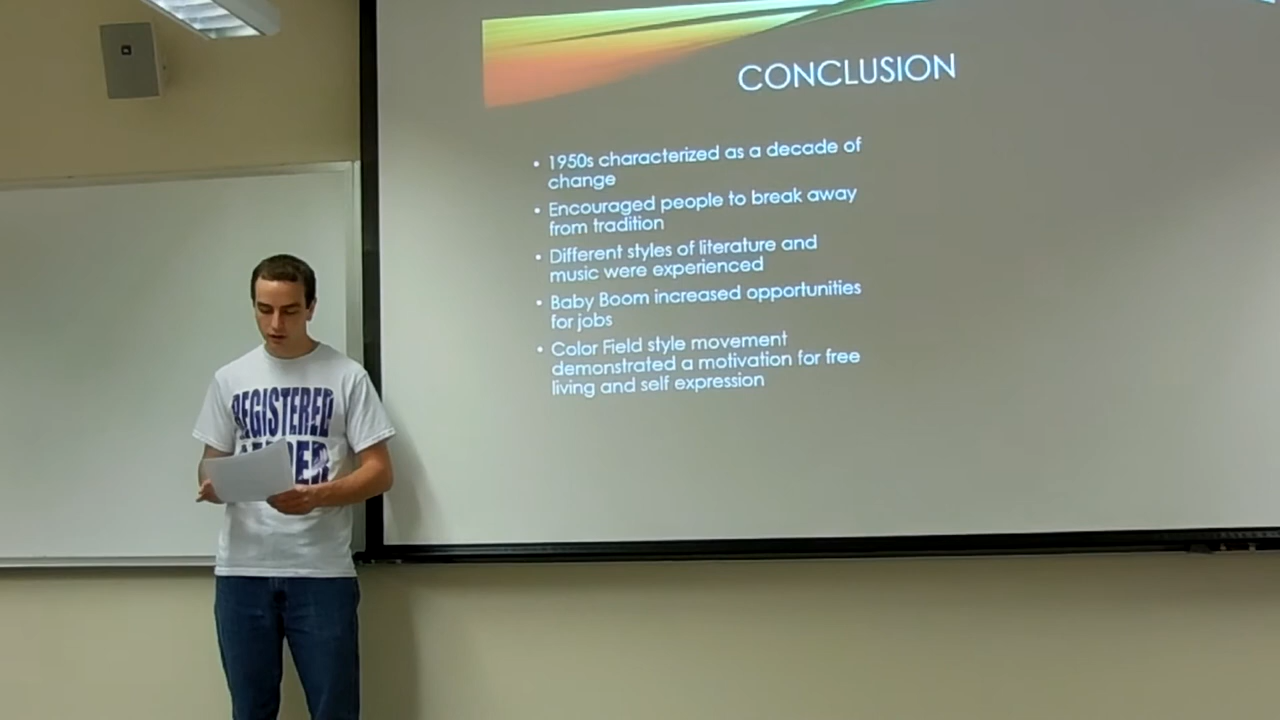 CONCLUSION
• 1950s characterized as a decade of
change
• Encouraged people to break away
from tradition
• Different styles of literature and
music were experienced
• Baby Boom increased opportunities
for jobs
• Color Field style movement
demonstrated a motivation for free
living and self expression
REGISTERED